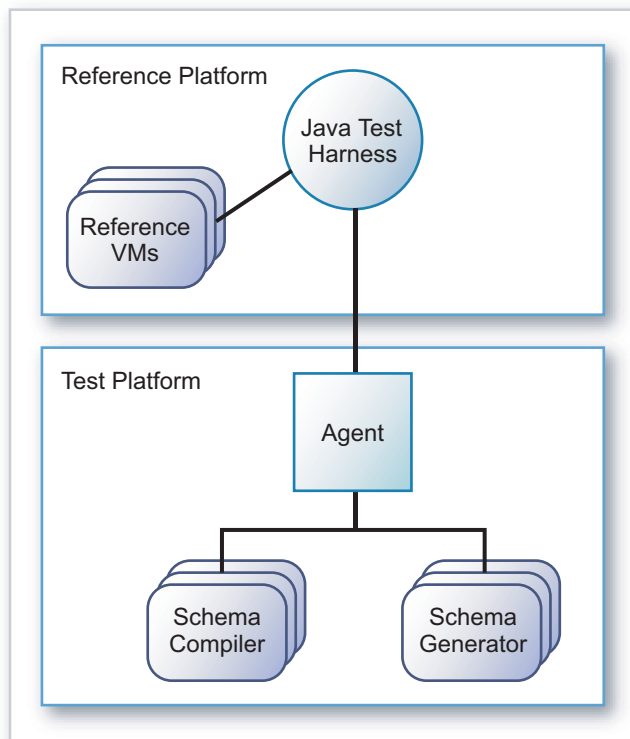 Reference Platform
Java Test
Harness
Reference
VMs
Test Platform
Agent
Schema
Compiler
Schema
Generator